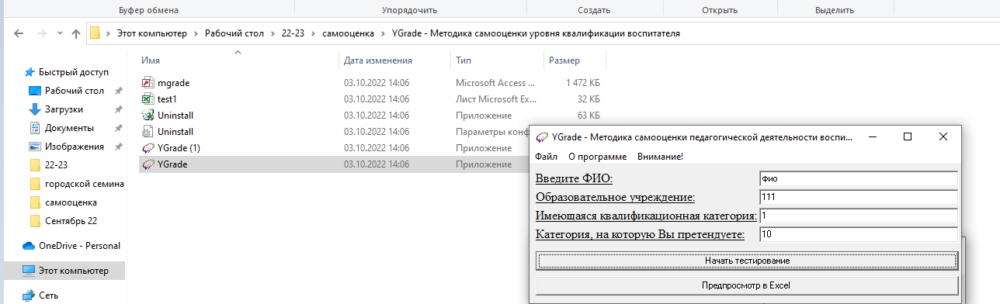 Буфер обмена Упорядочить Создать Открыть Выделить
Этот компьютер Рабочий стол 22-23 самооценка YGrade - Методика самооценки уровня квалификации воспитателя
Имя Дата изменения Тип Размер
Быстрый доступ
Рабочий стол
Загрузки
Документы
Изображения
22-23
городской семина
самооценка
Сентябрь 22
OneDrive - Personal
Этот компьютер
Сеть
mgrade 03.10.2022 14:06 Microsoft Access ... 1 472 КБ
test1 03.10.2022 14:06 Лист Microsoft Ex... 32 КБ
Uninstall 03.10.2022 14:06 Приложение 63 КБ
Uninstall 03.10.2022 14:06 Параметры конф
YGrade (1) 03.10.2022 14:06 Приложение
YGrade 03.10.2022 14:06 Приложение
YGrade - Методика самооценки педагогической деятельности воспи...
Файл О программе Внимание!
Введите ФИО: фио
Образовательное учреждение: 111
Имеющаяся квалификационная категория: 1
Категория, на которую Вы претендуете: 10
Начать тестирование
Предпросмотр в Excel